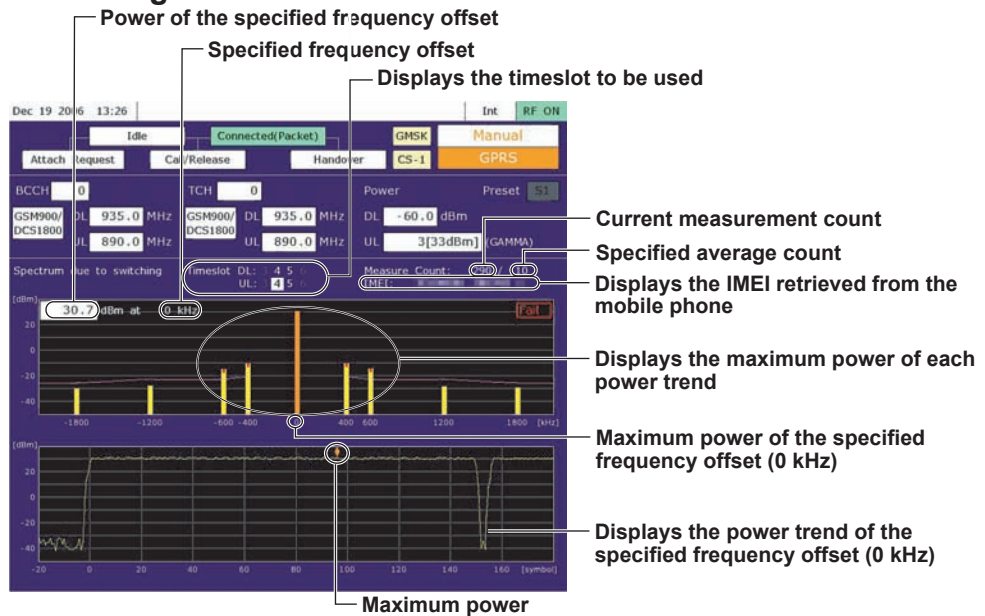 Power of the specified frequency offset
Specified frequency offset
Displays the timeslot to be used
Dec 19 2006 13:26 Int RF ON
Idle Connected(Packet) GMSK Manual
Attach Request Call/Release Handover CS-1 GPRS
BCCH 0 TCH 0 Power Preset S1
GSM900/ DL 935.0 MHz GSM900/ DL 935.0 MHz DL -60.0 dBm
DCS1800 DCS1800
UL 890.0 MHz UL 890.0 MHz UL 3[33dBm] (GAMMA)
Current measurement count
Specified average count
Spectrum due to switching Timeslot DL: 3 4 5 6 Measure Count: 290 / 10
UL: 3 4 5 6 IMEI:
Displays the IMEI retrieved from the
mobile phone
[dBm] 30.7 dBm at 0 kHz Fail
20
0
-20
-40
-1800 -1200 -600 -400 400 600 1200 1800 [kHz]
Displays the maximum power of each
power trend
Maximum power of the specified
frequency offset (0 kHz)
[dBm]
20
0
-20
-40
-20 0 20 40 60 80 100 120 140 160 [symbol]
Displays the power trend of the
specified frequency offset (0 kHz)
Maximum power